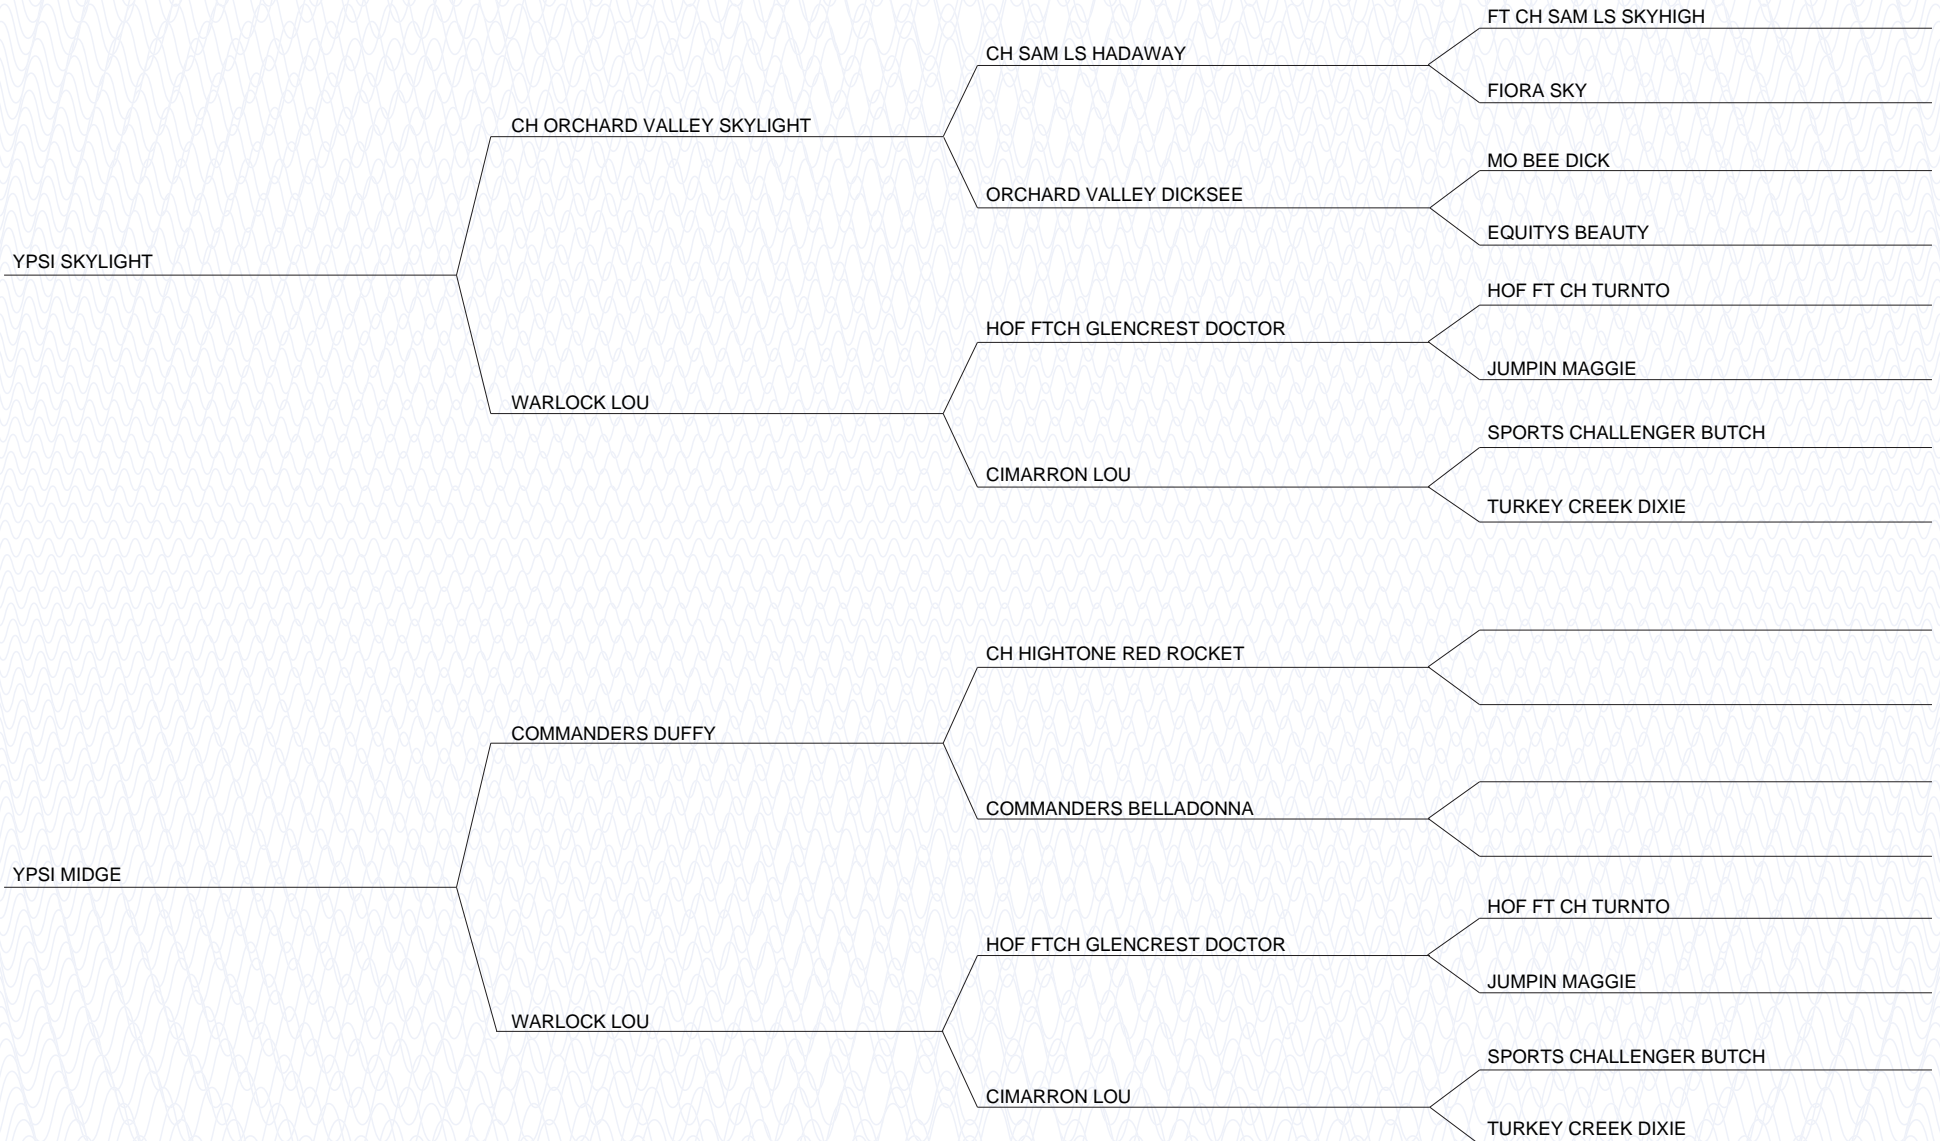 FT CH SAM LS SKYHIGH
CH SAM LS HADAWAY
FIORA SKY
CH ORCHARD VALLEY SKYLIGHT
MO BEE DICK
ORCHARD VALLEY DICKSEE
EQUITYS BEAUTY
YPSI SKYLIGHT
HOF FT CH TURNTO
HOF FTCH GLENCREST DOCTOR
JUMPIN MAGGIE
WARLOCK LOU
SPORTS CHALLENGER BUTCH
CIMARRON LOU
TURKEY CREEK DIXIE
CH HIGHTONE RED ROCKET
COMMANDERS DUFFY
COMMANDERS BELLADONNA
YPSI MIDGE
HOF FT CH TURNTO
HOF FTCH GLENCREST DOCTOR
JUMPIN MAGGIE
WARLOCK LOU
SPORTS CHALLENGER BUTCH
CIMARRON LOU
TURKEY CREEK DIXIE